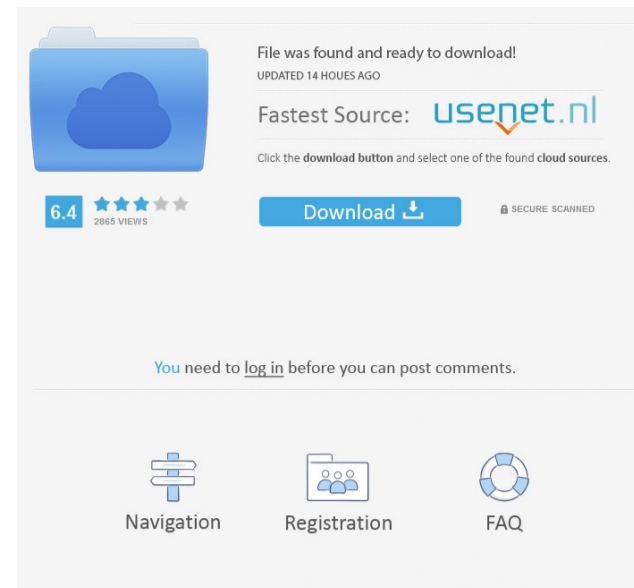 File was found and ready to download!
UPDATED 14 HOUES AGO
Fastest Source: usenet.nl
Click the download button and select one of the found cloud sources.
6.4
2865 VIEWS
Download
SECURE SCANNED
You need to log in before you can post comments.
Navigation
Registration
FAQ